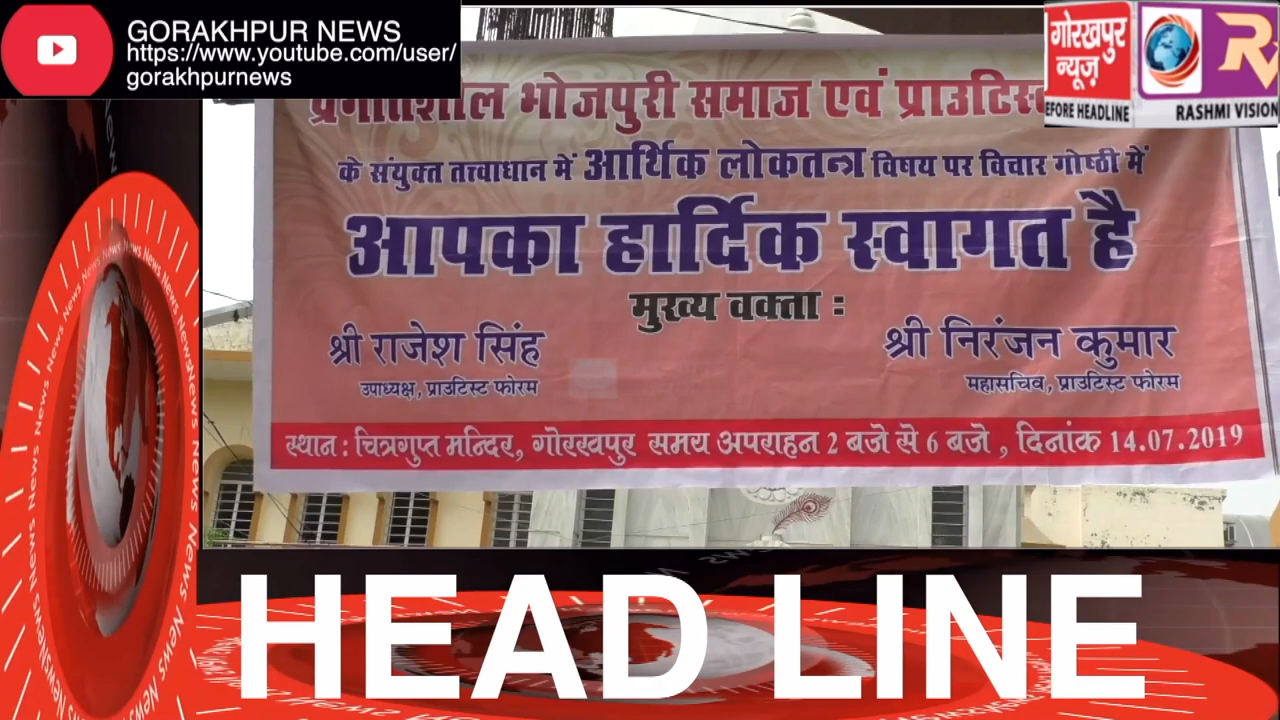 GORAKHPUR NEWS
https://www.youtube.com/user/
gorakhpurnews
गोरखपुर
न्यूज़
EFORE HEADLINE
R
RASHMI VISION
प्रगतिशील भोजपुरी समाज एवं प्राउटिस्
के संयुक्त तत्वाधान में आर्थिक लोकतन्त्र विषय पर विचार गोष्ठी में
आपका हार्दिक स्वागत है
मुख्य वक्ता :
श्री राजेश सिंह
उपाध्यक्ष, प्राउटिस्ट फोरम
श्री निरंजन कुमार
महासचिव, प्राउटिस्ट फोरम
स्थान : चित्रगुप्त मन्दिर, गोरखपुर समय अपराहन 2 बजे से 6 बजे , दिनांक 14.07.2019
HEAD LINE